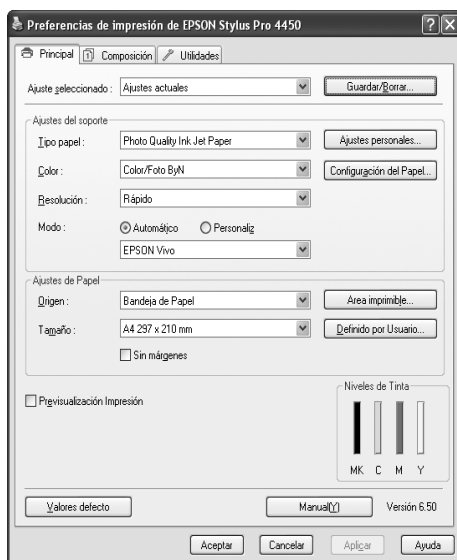 Preferencias de impresión de EPSON Stylus Pro 4450
Principal
Composición
Utilidades
Ajuste seleccionado :
Ajustes actuales
Guardar/Borrar...
Ajustes del soporte
Tipo papel :
Photo Quality Ink Jet Paper
Ajustes personales...
Color :
Color/Foto ByN
Configuración del Papel...
Resolución :
Rápido
Modo :
Automático
Personaliz
EPSON Vivo
Ajustes de Papel
Origen :
Bandeja de Papel
Area imprimible...
Tamaño :
A4 297 x 210 mm
Definido por Usuario...
Sin márgenes
Previsualización Impresión
Niveles de Tinta
MK C M Y
Valores defecto
Manual(Y)
Versión 6.50
Aceptar
Cancelar
Aplicar
Ayuda